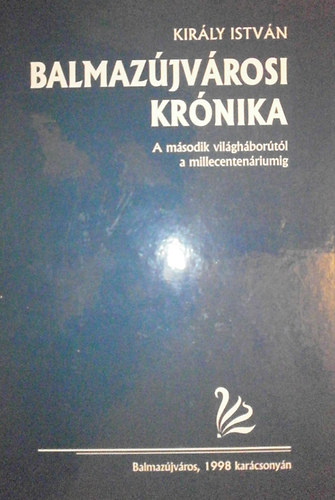 KIRÁLY ISTVÁN
BALMAZÚJVÁROSI
KRÓNIKA
A második világháborútól
a millecentenáriumig
Balmazújváros, 1998 karácsonyán